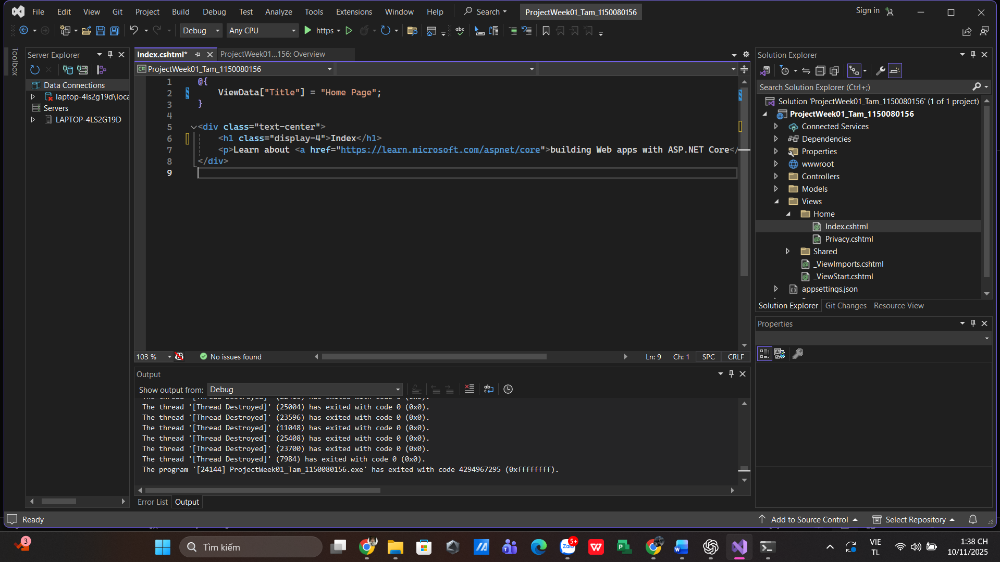 File Edit View Git Project Build Debug Test Analyze Tools Extensions Window Help Search ProjectWeek01_Tam_1150080156 Sign in
Debug Any CPU https
Toolbox
Server Explorer
Data Connections
laptop-4ls2g19d\loca
Servers
LAPTOP-4LS2G19D
Index.cshtml* ProjectWeek01...156: Overview
C# ProjectWeek01_Tam_1150080156
1 @{
2 ViewData["Title"] = "Home Page";
3 }
4
5 <div class="text-center">
6 <h1 class="display-4">Index</h1>
7 <p>Learn about <a href="https://learn.microsoft.com/aspnet/core">building Web apps with ASP.NET Core</
8 </div>
9
103 % No issues found Ln: 9 Ch: 1 SPC CRLF
Output
Show output from: Debug
The thread '[Thread Destroyed]' (25004) has exited with code 0 (0x0).
The thread '[Thread Destroyed]' (23596) has exited with code 0 (0x0).
The thread '[Thread Destroyed]' (11048) has exited with code 0 (0x0).
The thread '[Thread Destroyed]' (25408) has exited with code 0 (0x0).
The thread '[Thread Destroyed]' (23700) has exited with code 0 (0x0).
The thread '[Thread Destroyed]' (7984) has exited with code 0 (0x0).
The program '[24144] ProjectWeek01_Tam_1150080156.exe' has exited with code 4294967295 (0xffffffff).
Error List Output
Solution Explorer
Search Solution Explorer (Ctrl+;)
Solution 'ProjectWeek01_Tam_1150080156' (1 of 1 project)
ProjectWeek01_Tam_1150080156
Connected Services
Dependencies
Properties
wwwroot
Controllers
Models
Views
Home
Index.cshtml
Privacy.cshtml
Shared
_ViewImports.cshtml
_ViewStart.cshtml
appsettings.json
Solution Explorer Git Changes Resource View
Properties
Ready Add to Source Control Select Repository
3 Tìm kiếm Zalo 5+ VIE TL 1:38 CH 10/11/2025